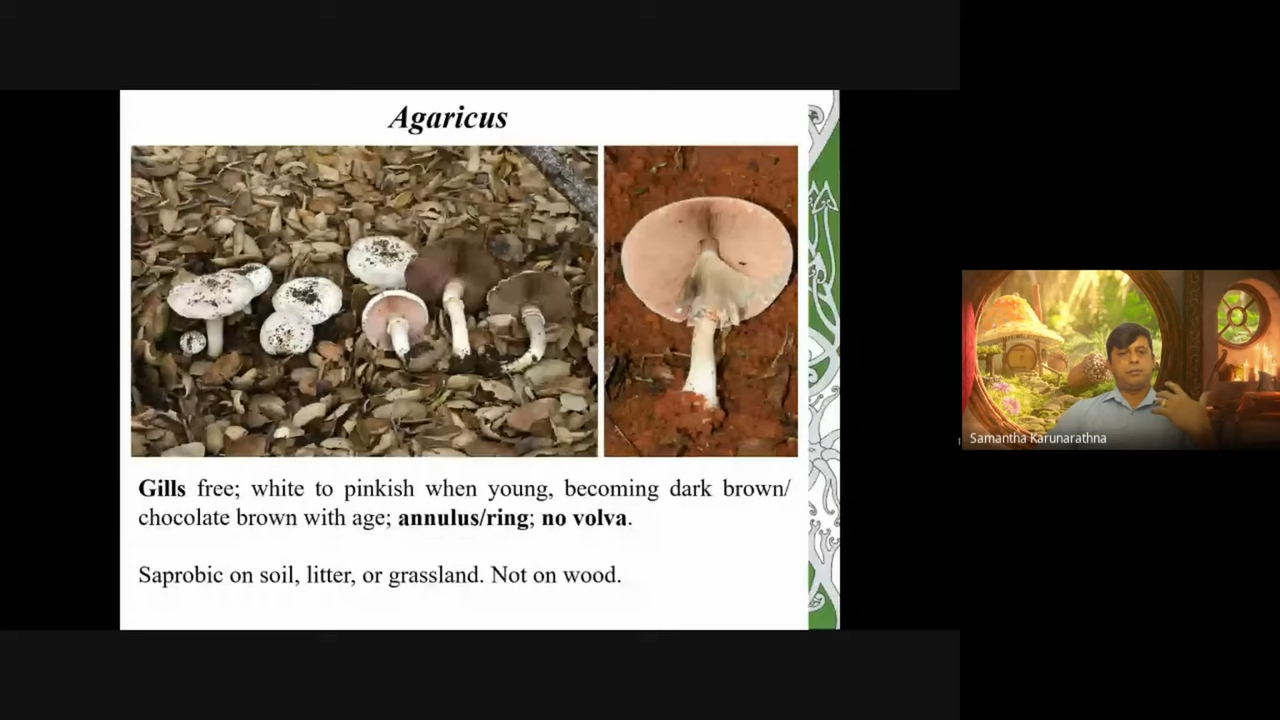 Agaricus
Gills free; white to pinkish when young, becoming dark brown/
chocolate brown with age; annulus/ring; no volva.
Saprobic on soil, litter, or grassland. Not on wood.
Samantha Karunarathna